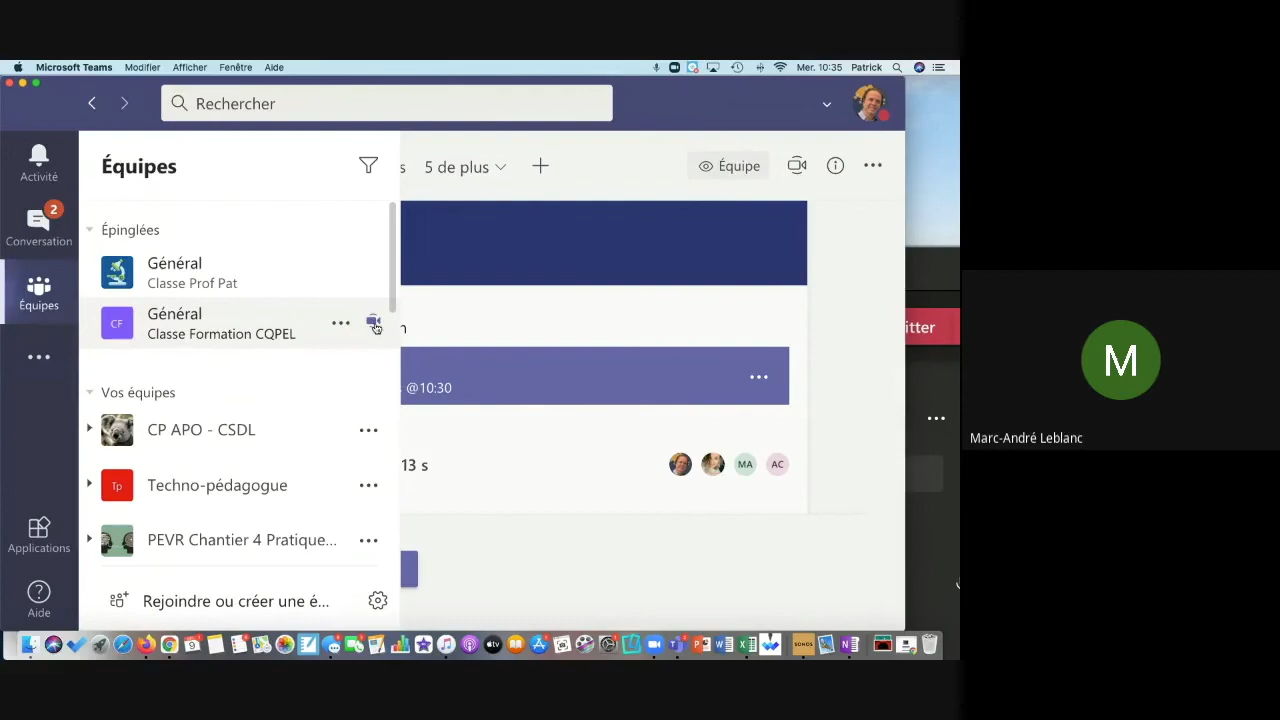 Microsoft Teams Modifier Afficher Fenêtre Aide
Mer. 10:35 Patrick
Rechercher
Activité
2
Conversation
Équipes
Applications
Aide
Équipes
Épinglées
Général
Classe Prof Pat
CF
Général
Classe Formation CQPEL
Vos équipes
CP APO - CSDL
Tp
Techno-pédagogue
PEVR Chantier 4 Pratique...
Rejoindre ou créer une é...
s 5 de plus
Équipe
n
@10:30
13 s
MA AC
itter
SONOS
M
Marc-André Leblanc